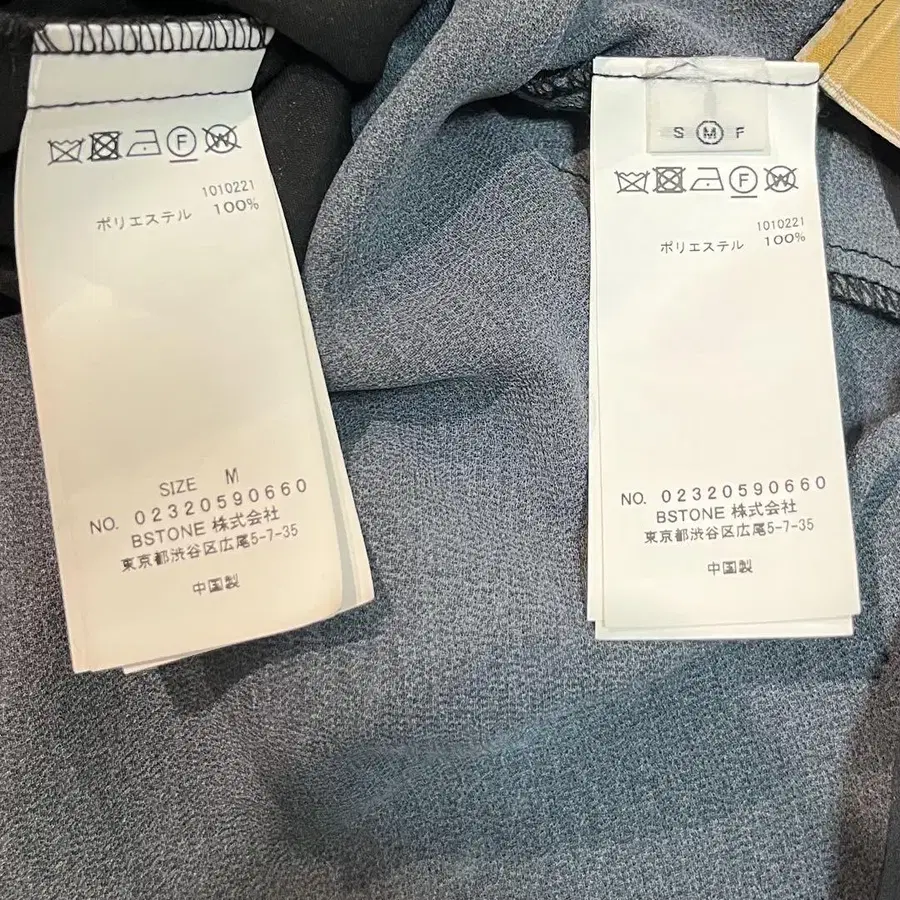 1010221
ポリエステル 100%
SIZE M
NO. 02320590660
BSTONE 株式会社
東京都渋谷区広尾5-7-35
中国製
S M F
1010221
ポリエステル 100%
NO. 02320590660
BSTONE 株式会社
東京都渋谷区広尾5-7-35
中国製